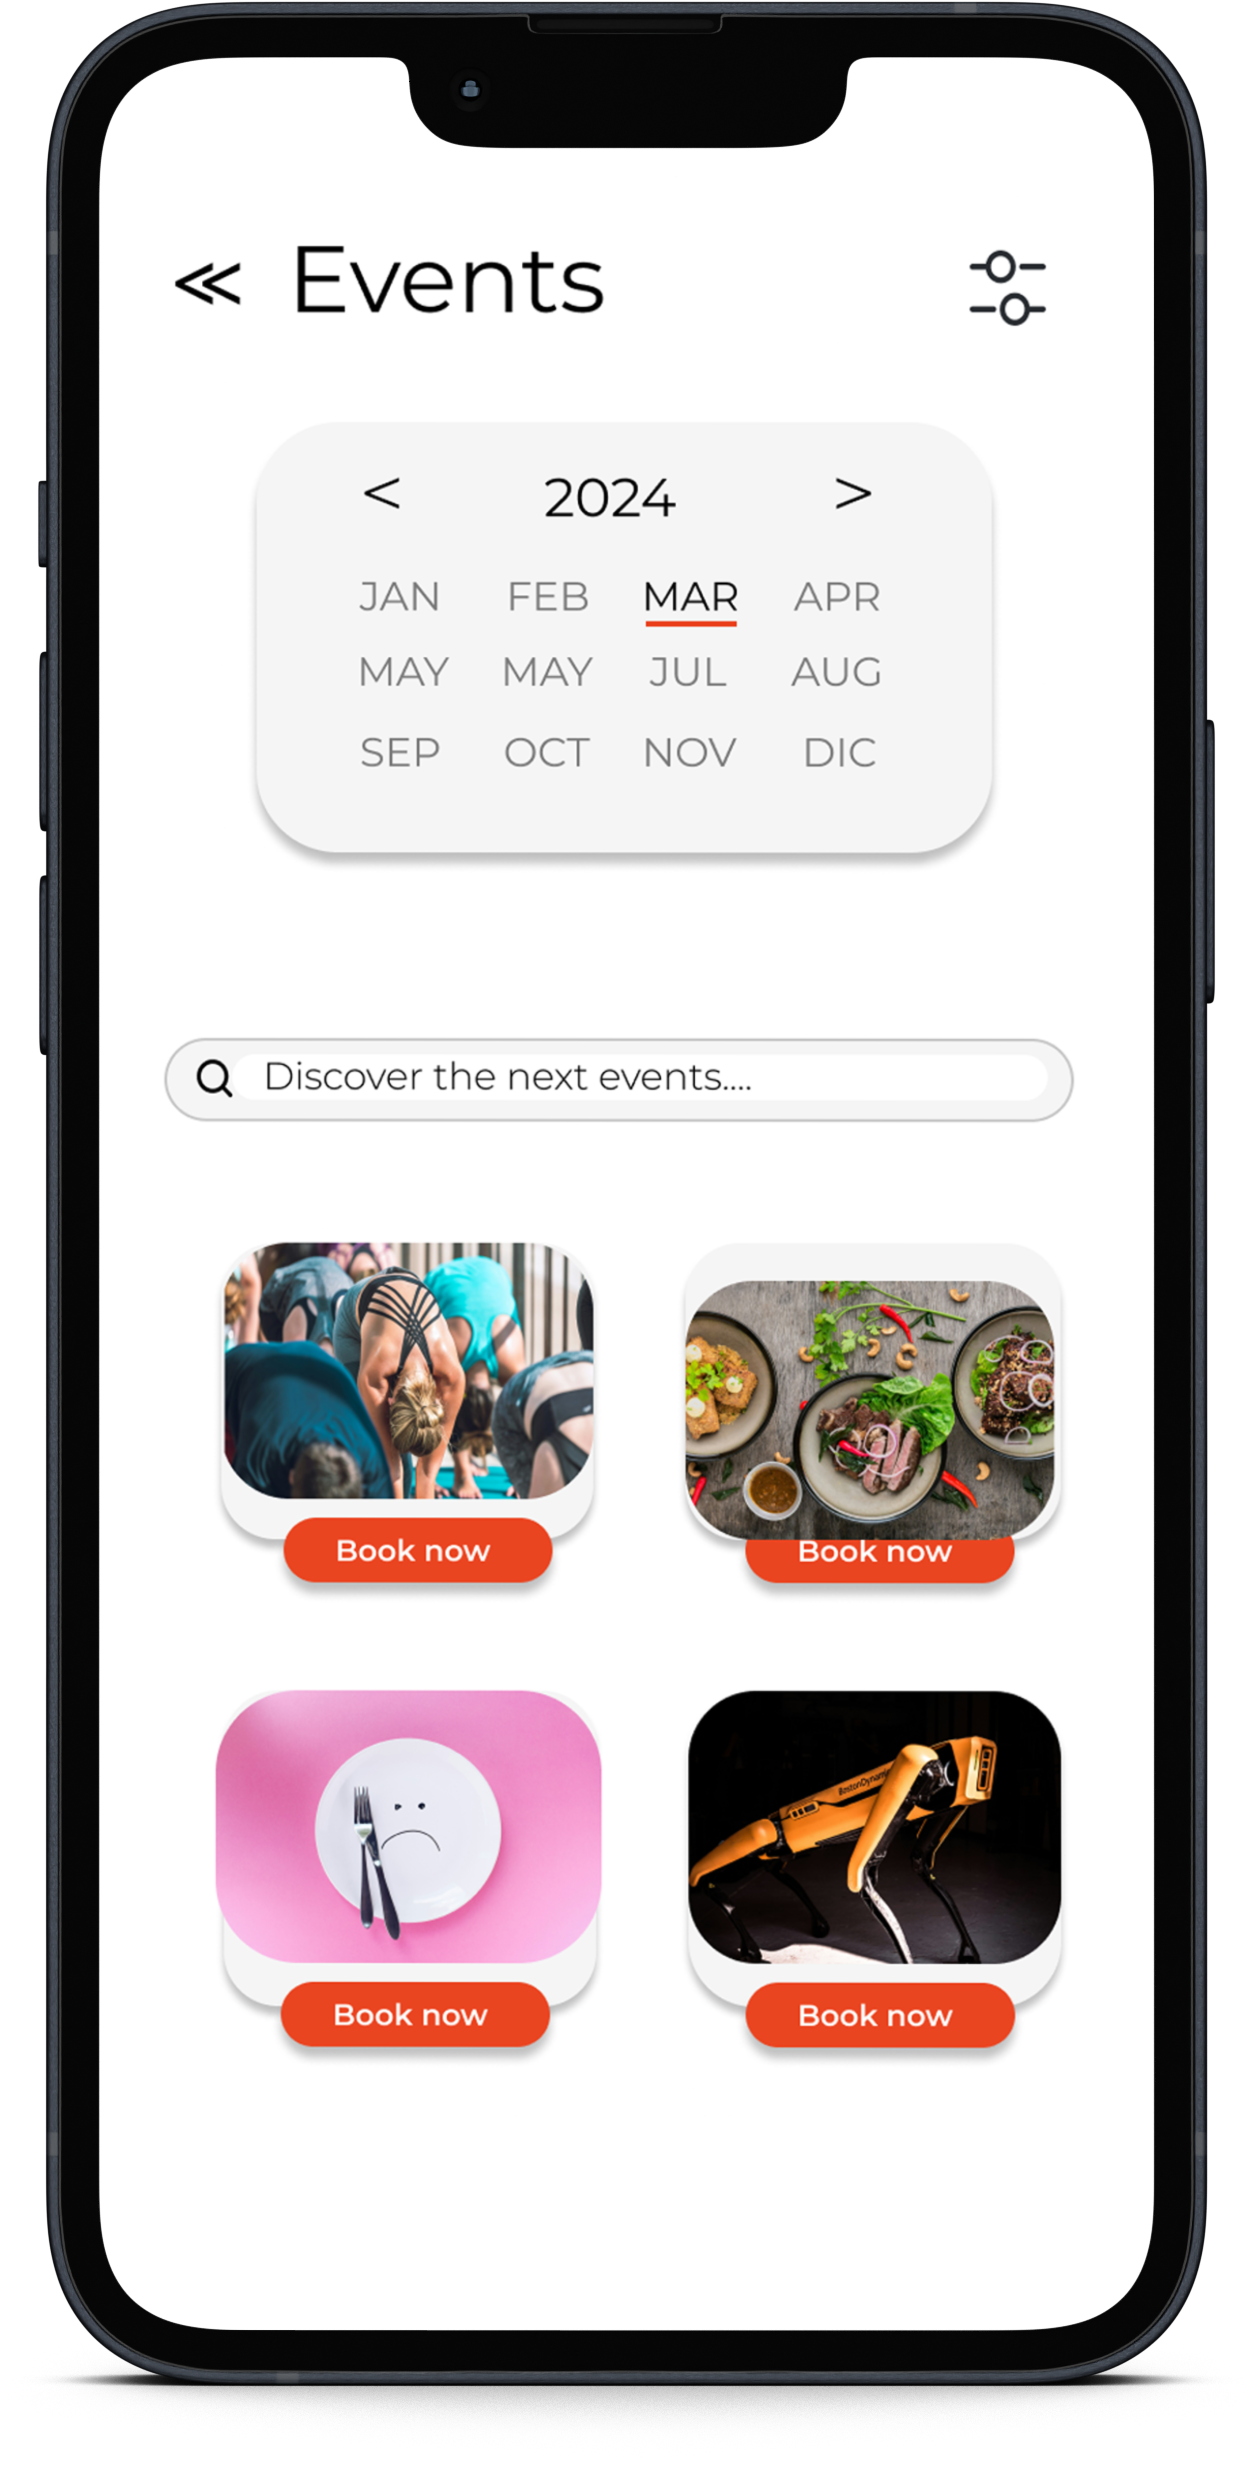 ≪ Events
< 2024 >
JAN FEB MAR APR
MAY MAY JUL AUG
SEP OCT NOV DIC
Discover the next events....
Book now
Book now
BostonDynamics
Book now
Book now